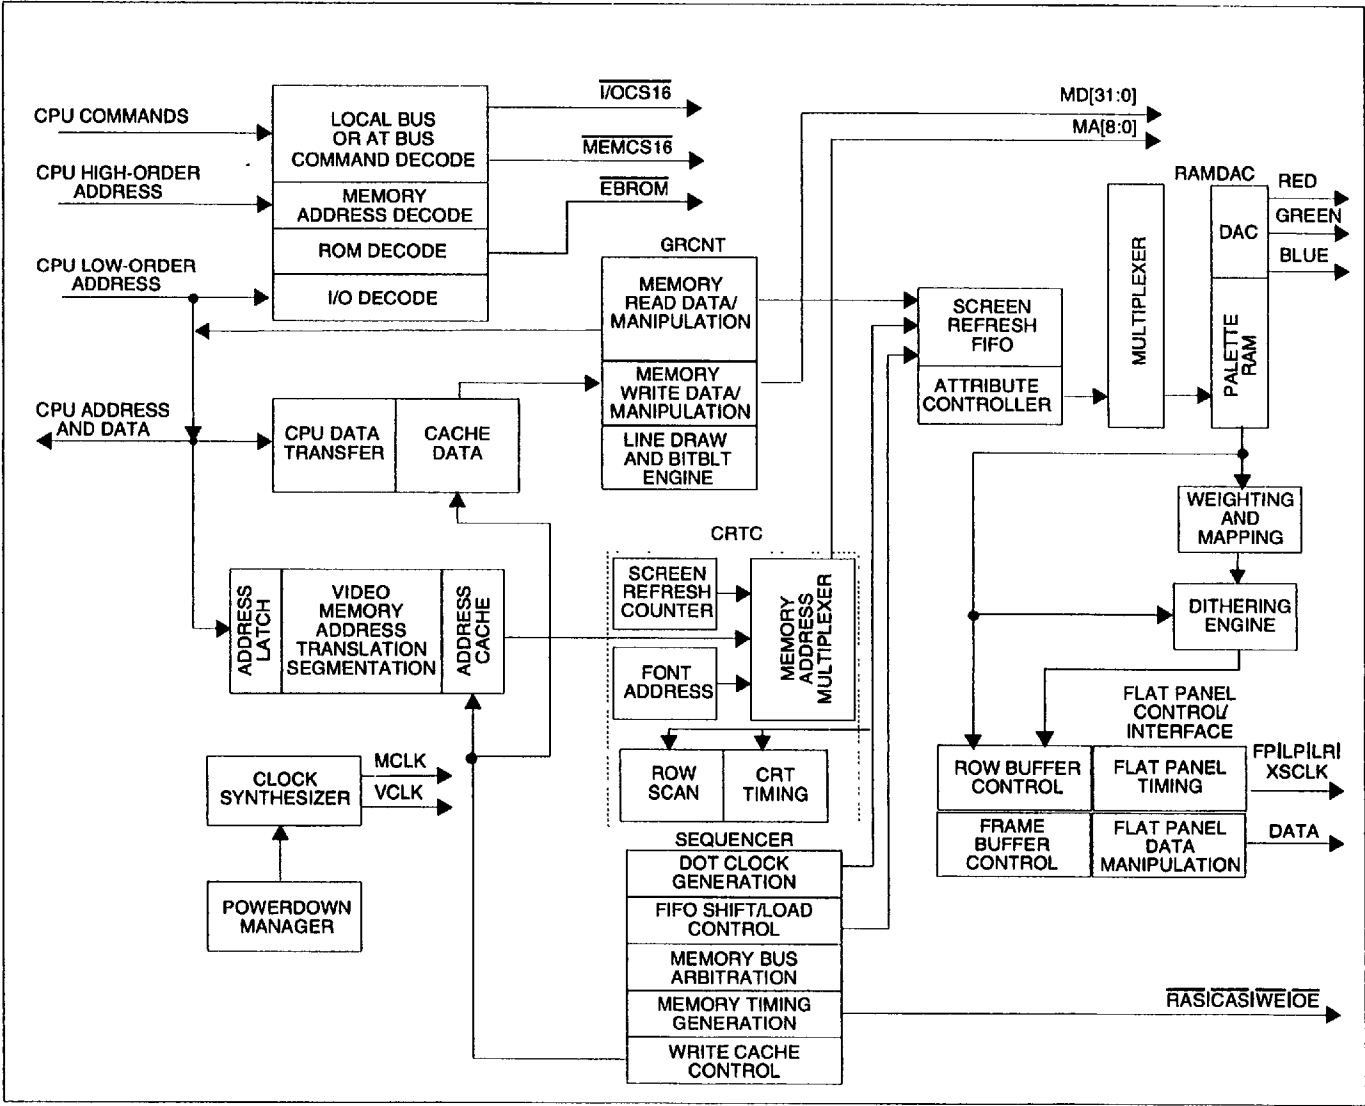 CPU COMMANDS
CPU HIGH-ORDER
ADDRESS
CPU LOW-ORDER
ADDRESS
CPU ADDRESS
AND DATA
LOCAL BUS
OR AT BUS
COMMAND DECODE
MEMORY
ADDRESS DECODE
ROM DECODE
I/O DECODE
I/OCS16
MEMCS16
EBROM
GRCNT
MEMORY
READ DATA/
MANIPULATION
MEMORY
WRITE DATA/
MANIPULATION
LINE DRAW
AND BITBLT
ENGINE
CPU DATA
TRANSFER
CACHE
DATA
MD[31:0]
MA[8:0]
SCREEN
REFRESH
FIFO
ATTRIBUTE
CONTROLLER
MULTIPLEXER
RAMDAC
DAC
PALETTE
RAM
RED
GREEN
BLUE
WEIGHTING
AND
MAPPING
DITHERING
ENGINE
ADDRESS
LATCH
VIDEO
MEMORY
ADDRESS
TRANSLATION
SEGMENTATION
ADDRESS
CACHE
CRTC
SCREEN
REFRESH
COUNTER
FONT
ADDRESS
MEMORY
ADDRESS
MULTIPLEXER
ROW
SCAN
CRT
TIMING
CLOCK
SYNTHESIZER
MCLK
VCLK
POWERDOWN
MANAGER
SEQUENCER
DOT CLOCK
GENERATION
FIFO SHIFT/LOAD
CONTROL
MEMORY BUS
ARBITRATION
MEMORY TIMING
GENERATION
WRITE CACHE
CONTROL
FLAT PANEL
CONTROL/
INTERFACE
ROW BUFFER
CONTROL
FLAT PANEL
TIMING
FRAME
BUFFER
CONTROL
FLAT PANEL
DATA
MANIPULATION
FP|LP|LR|
XSCLK
DATA
RAS|CAS|WE|OE